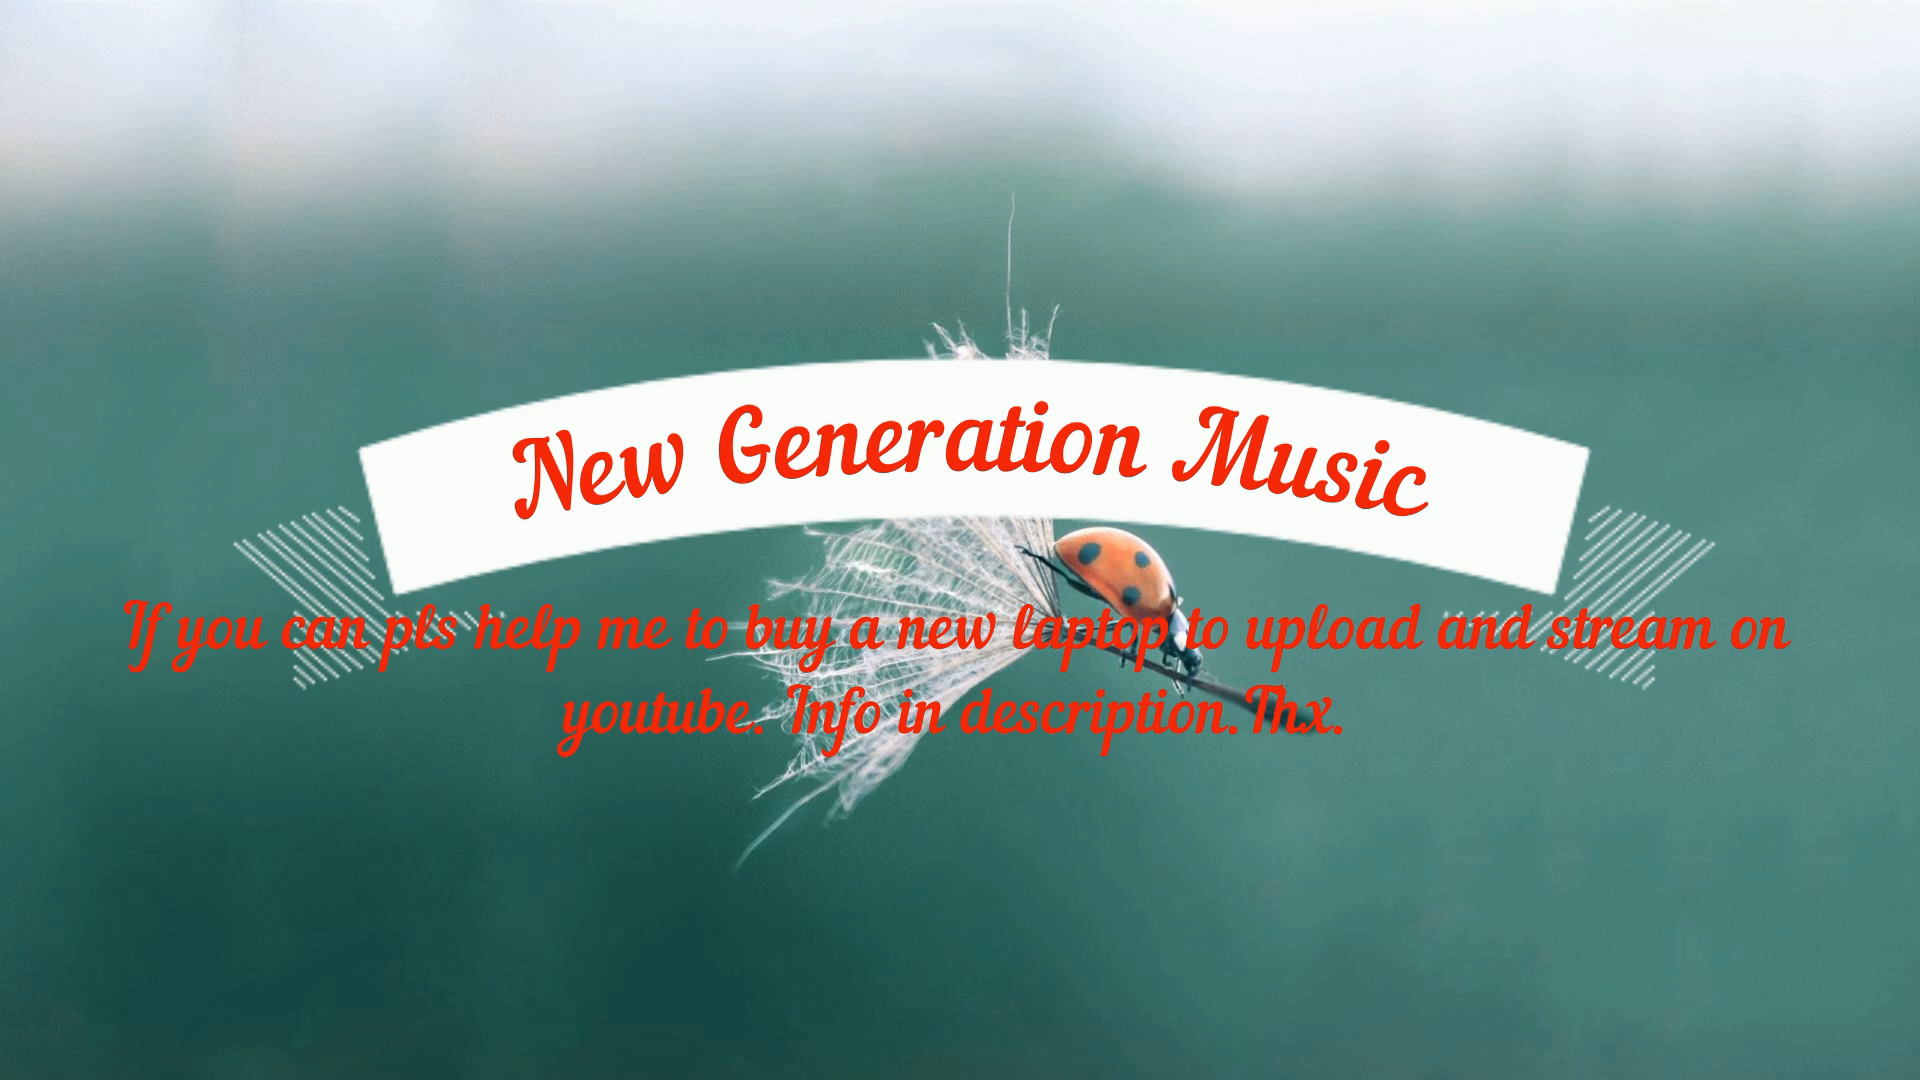 New Generation Music
If you can pls help me to buy a new laptop to upload and stream on
youtube. Info in description. Thx.